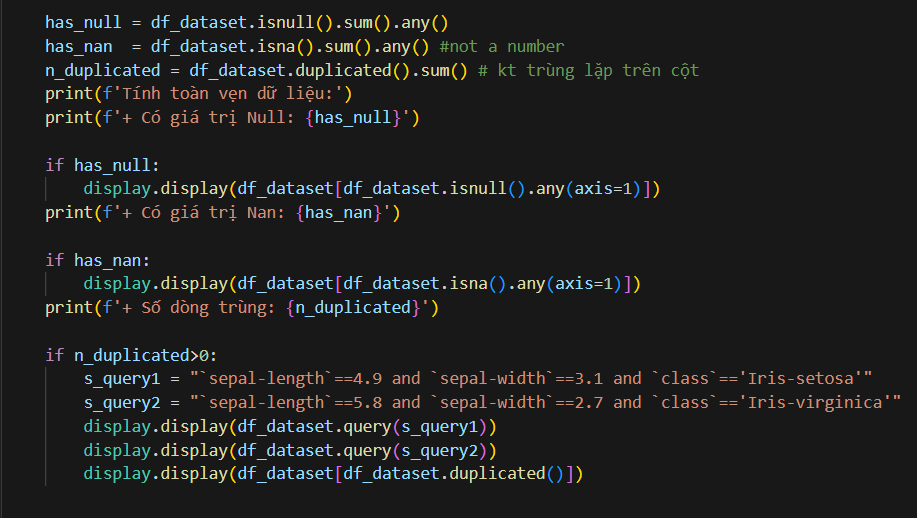 has_null = df_dataset.isnull().sum().any()
has_nan  = df_dataset.isna().sum().any() #not a number
n_duplicated = df_dataset.duplicated().sum() # kt trùng lặp trên cột
print(f'Tính toàn vẹn dữ liệu:')
print(f'+ Có giá trị Null: {has_null}')
if has_null:
    display.display(df_dataset[df_dataset.isnull().any(axis=1)])
print(f'+ Có giá trị Nan: {has_nan}')
if has_nan:
    display.display(df_dataset[df_dataset.isna().any(axis=1)])
print(f'+ Số dòng trùng: {n_duplicated}')
if n_duplicated>0:
    s_query1 = "`sepal-length`==4.9 and `sepal-width`==3.1 and `class`=='Iris-setosa'"
    s_query2 = "`sepal-length`==5.8 and `sepal-width`==2.7 and `class`=='Iris-virginica'"
    display.display(df_dataset.query(s_query1))
    display.display(df_dataset.query(s_query2))
    display.display(df_dataset[df_dataset.duplicated()])